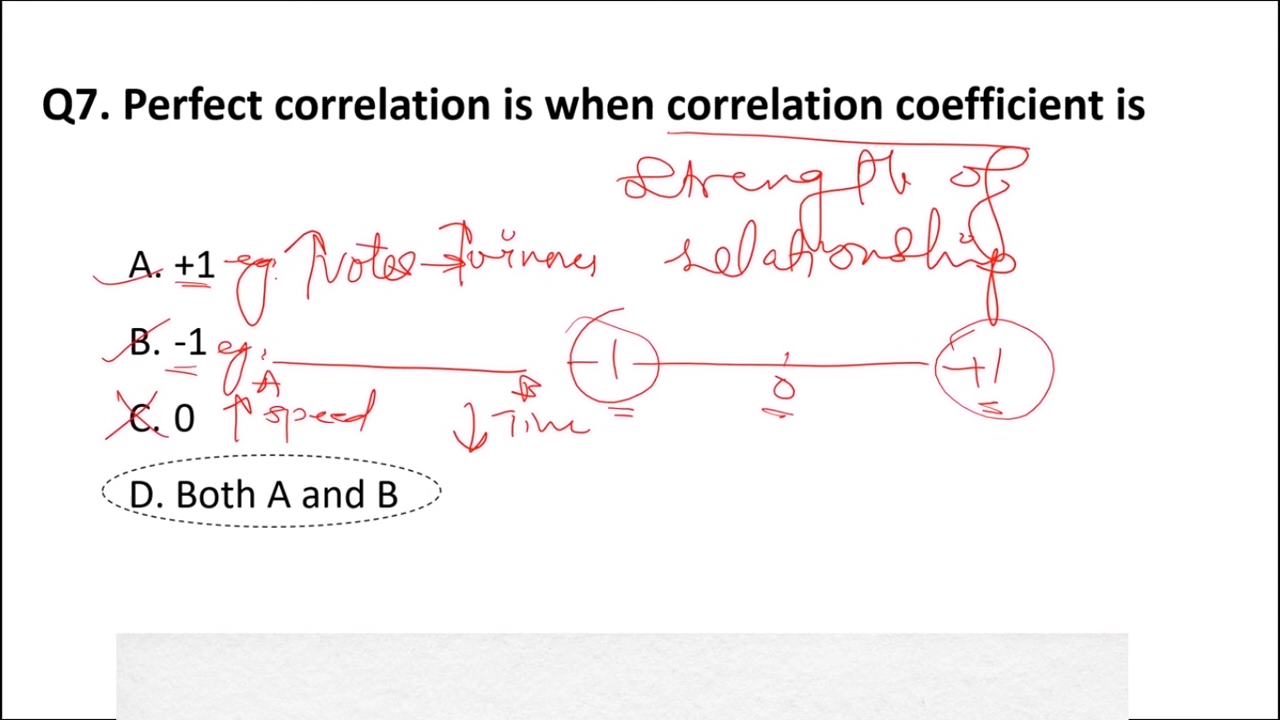 Q7. Perfect correlation is when correlation coefficient is
Strength of
relationship
A. +1 eg. ↑Votes → winner
B. -1 eg.
A B
-1 0 +1
C. 0 ↑ speed ↓ Time
D. Both A and B